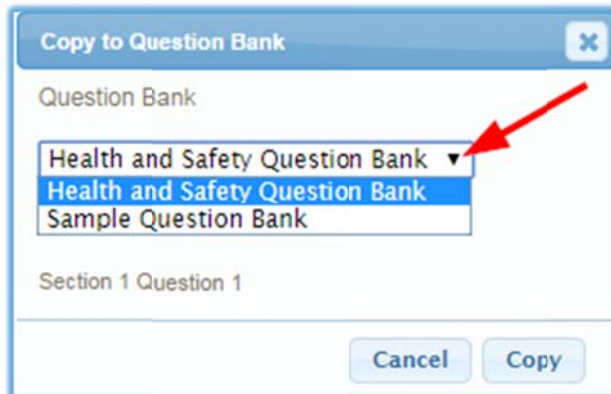 Copy to Question Bank
Question Bank
Health and Safety Question Bank
Health and Safety Question Bank
Sample Question Bank
Section 1 Question 1
Cancel Copy